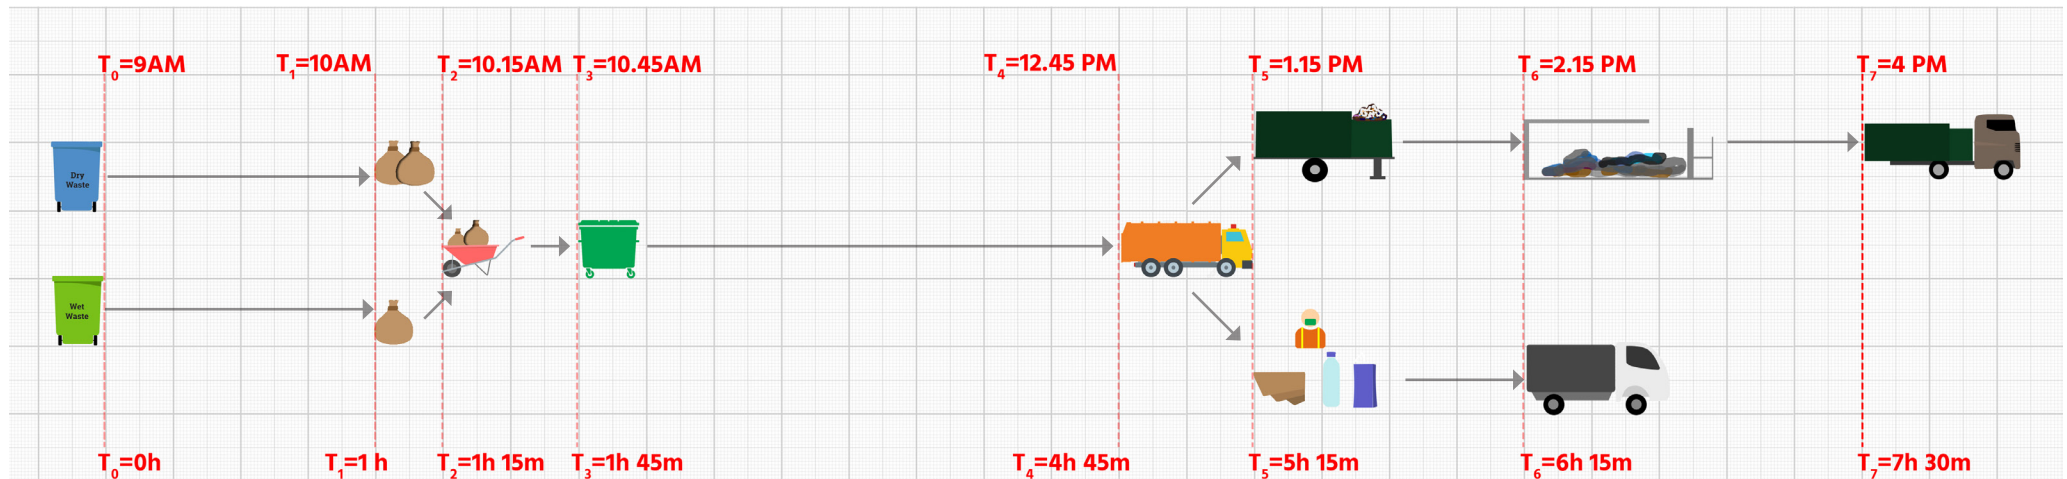 T0=9AM
T1=10AM
T2=10.15AM
T3=10.45AM
T4=12.45 PM
T5=1.15 PM
T6=2.15 PM
T7=4 PM
Dry
Waste
Wet
Waste
T0=0h
T1=1 h
T2=1h 15m
T3=1h 45m
T4=4h 45m
T5=5h 15m
T6=6h 15m
T7=7h 30m